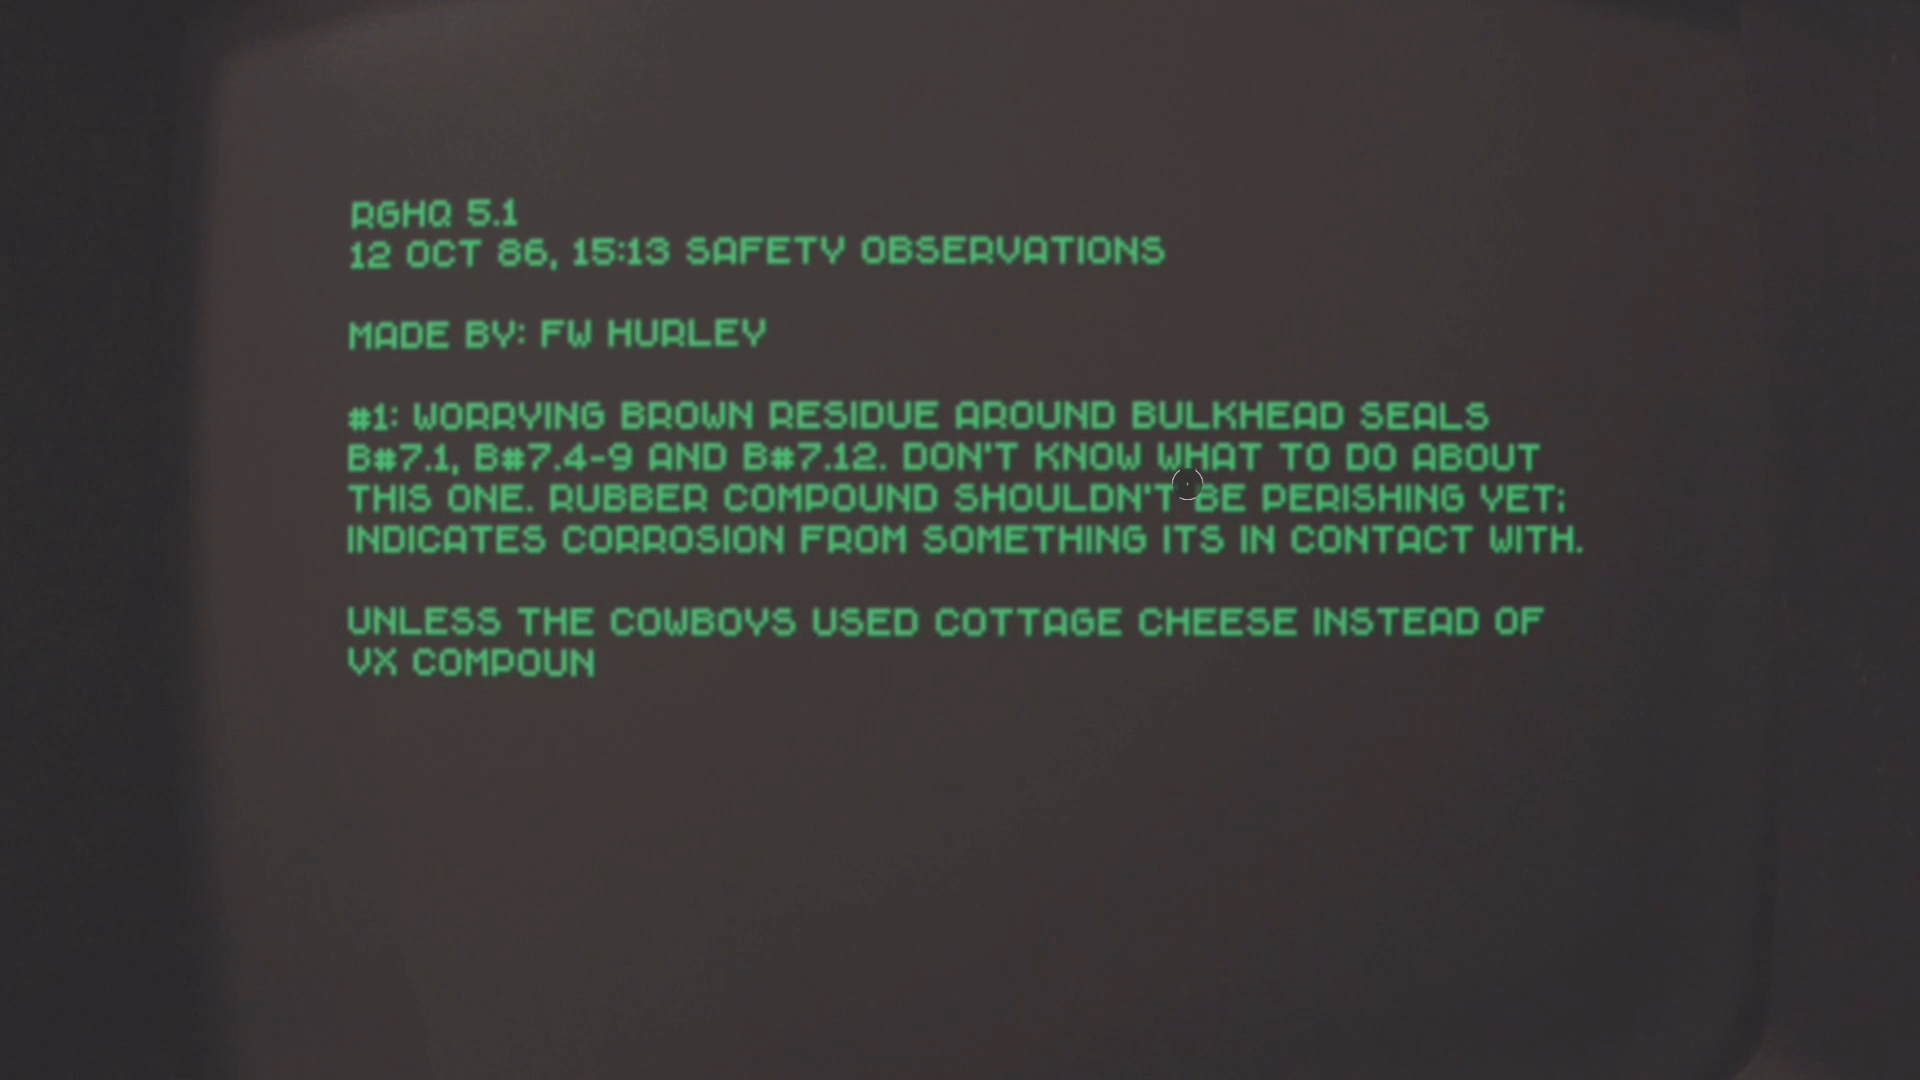 RGHQ 5.1
12 OCT 86, 15:13 SAFETY OBSERVATIONS
MADE BY: FW HURLEY
#1: WORRYING BROWN RESIDUE AROUND BULKHEAD SEALS
B#7.1, B#7.4-9 AND B#7.12. DON'T KNOW WHAT TO DO ABOUT
THIS ONE. RUBBER COMPOUND SHOULDN'T BE PERISHING YET;
INDICATES CORROSION FROM SOMETHING ITS IN CONTACT WITH.
UNLESS THE COWBOYS USED COTTAGE CHEESE INSTEAD OF
VX COMPOUN